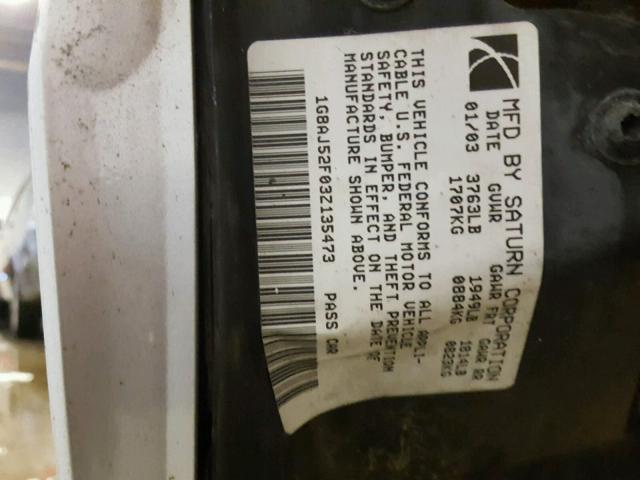 MFD BY SATURN CORPORATION
DATE GVWR GAWR FRT GAWR RR
01/03 3763LB 1949LB 1814LB
1707KG 0884KG 0823KG
THIS VEHICLE CONFORMS TO ALL APPLI-
CABLE U.S. FEDERAL MOTOR VEHICLE
SAFETY, BUMPER, AND THEFT PREVENTION
STANDARDS IN EFFECT ON THE DATE OF
MANUFACTURE SHOWN ABOVE.
1G8AJ52F03Z135473 PASS CAR